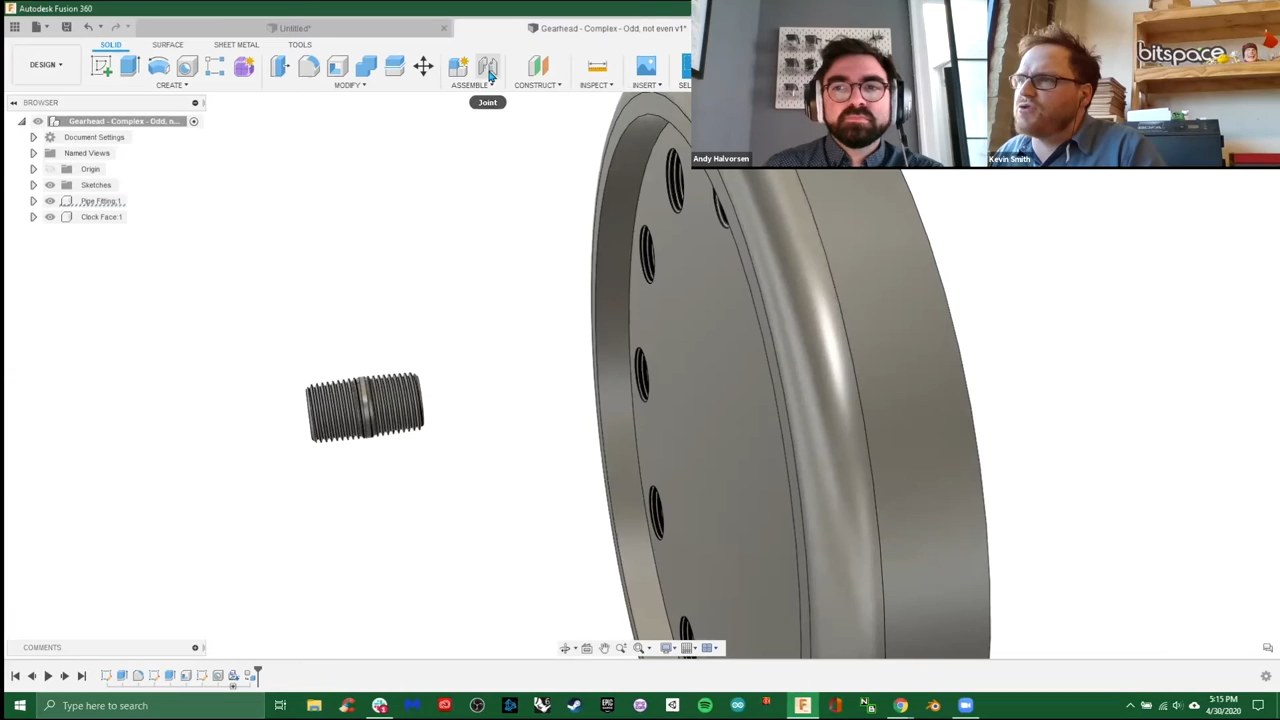 Autodesk Fusion 360
Untitled*
Gearhead - Complex - Odd, not even v1*
DESIGN
SOLID
SURFACE
SHEET METAL
TOOLS
CREATE
MODIFY
ASSEMBLE
CONSTRUCT
INSPECT
INSERT
SEL
Joint
BROWSER
Gearhead - Complex - Odd, n...
Document Settings
Named Views
Origin
Sketches
Pipe Fitting:1
Clock Face:1
Andy Halvorsen
Kevin Smith
bitspace
COMMENTS
Type here to search
5:15 PM
4/30/2020